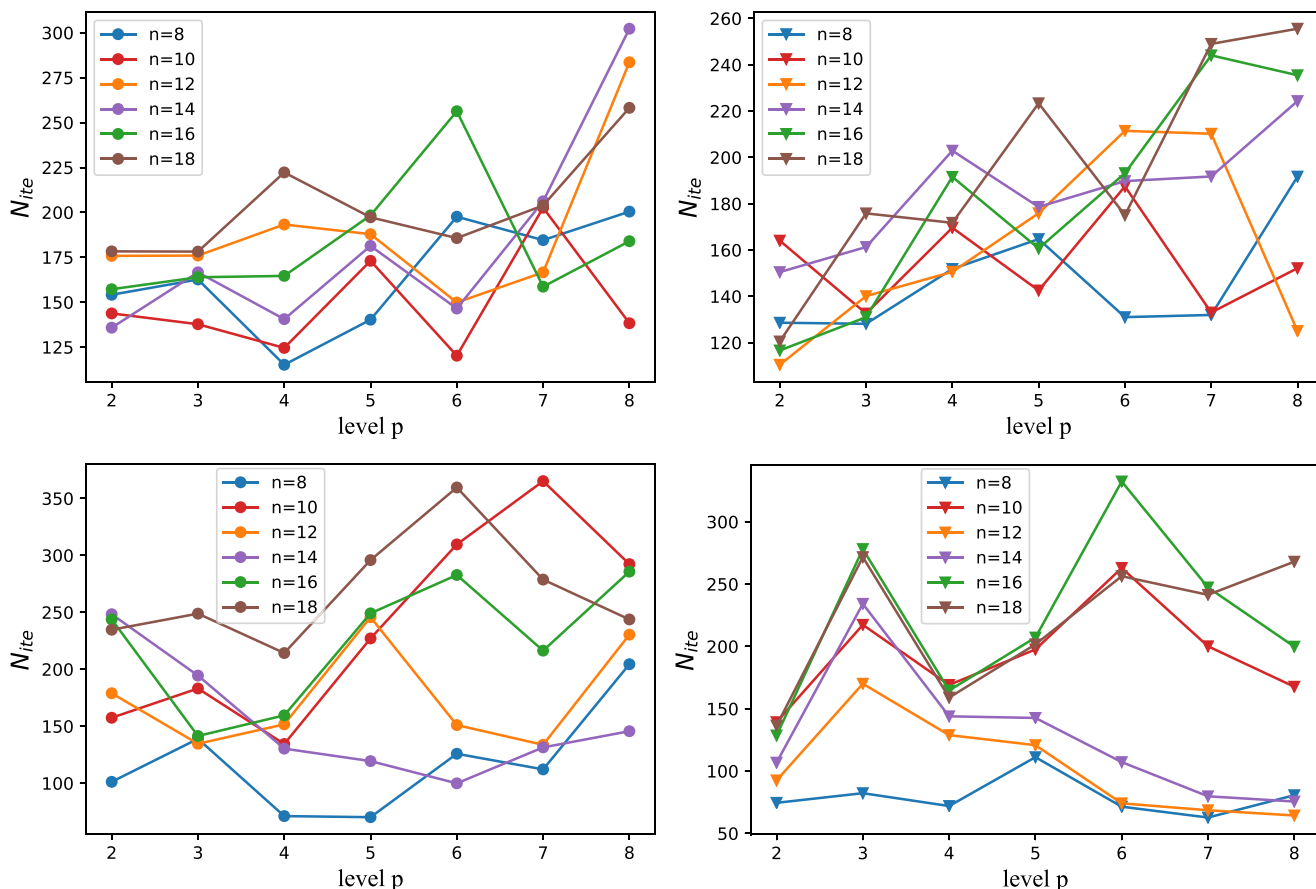 300
275
250
225
200
175
150
125
N_ite
n=8
n=10
n=12
n=14
n=16
n=18
2 3 4 5 6 7 8
level p
260
240
220
200
180
160
140
120
N_ite
n=8
n=10
n=12
n=14
n=16
n=18
2 3 4 5 6 7 8
level p
350
300
250
200
150
100
N_ite
n=8
n=10
n=12
n=14
n=16
n=18
2 3 4 5 6 7 8
level p
300
250
200
150
100
50
N_ite
n=8
n=10
n=12
n=14
n=16
n=18
2 3 4 5 6 7 8
level p